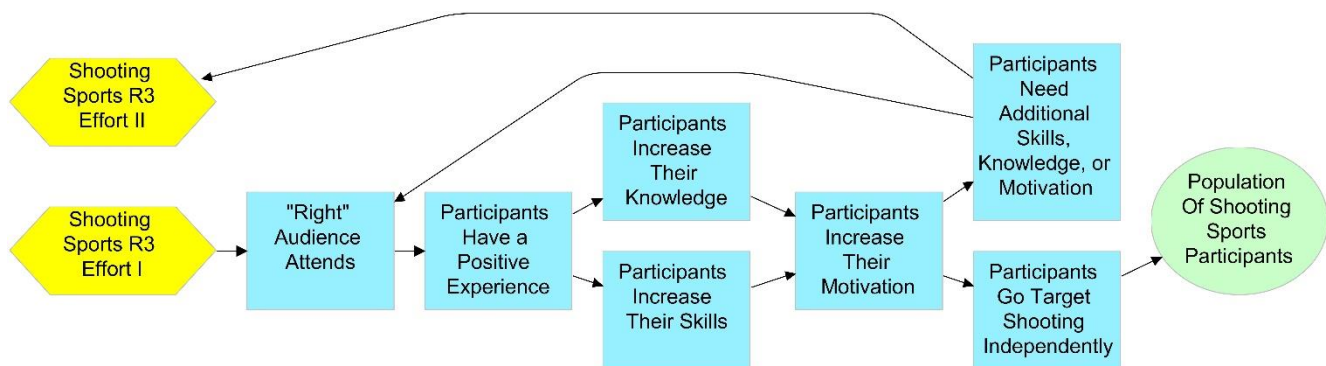 Shooting
Sports R3
Effort II
Shooting
Sports R3
Effort I
"Right"
Audience
Attends
Participants
Have a
Positive
Experience
Participants
Increase
Their
Knowledge
Participants
Increase
Their Skills
Participants
Increase
Their
Motivation
Participants
Need
Additional
Skills,
Knowledge, or
Motivation
Participants
Go Target
Shooting
Independently
Population
Of Shooting
Sports
Participants